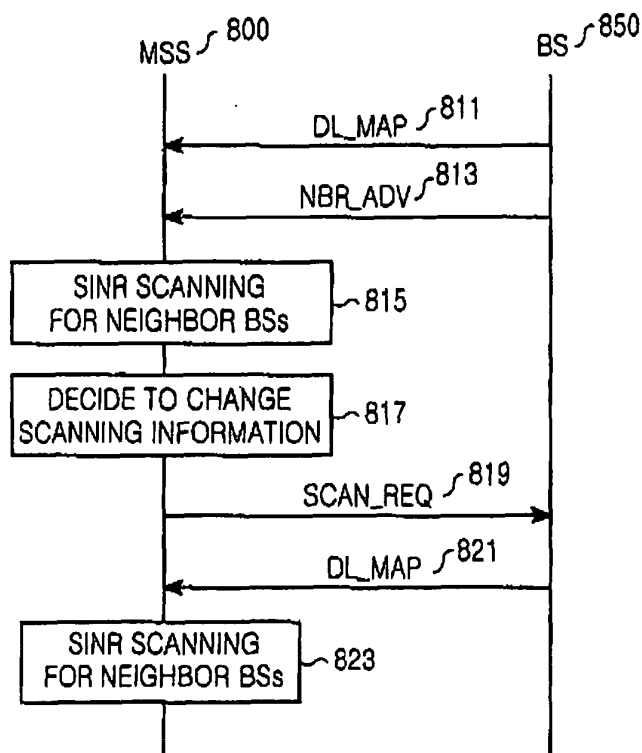 MSS 800
BS 850
DL_MAP 811
NBR_ADV 813
SINR SCANNING
FOR NEIGHBOR BSs 815
DECIDE TO CHANGE
SCANNING INFORMATION 817
SCAN_REQ 819
DL_MAP 821
SINR SCANNING
FOR NEIGHBOR BSs 823